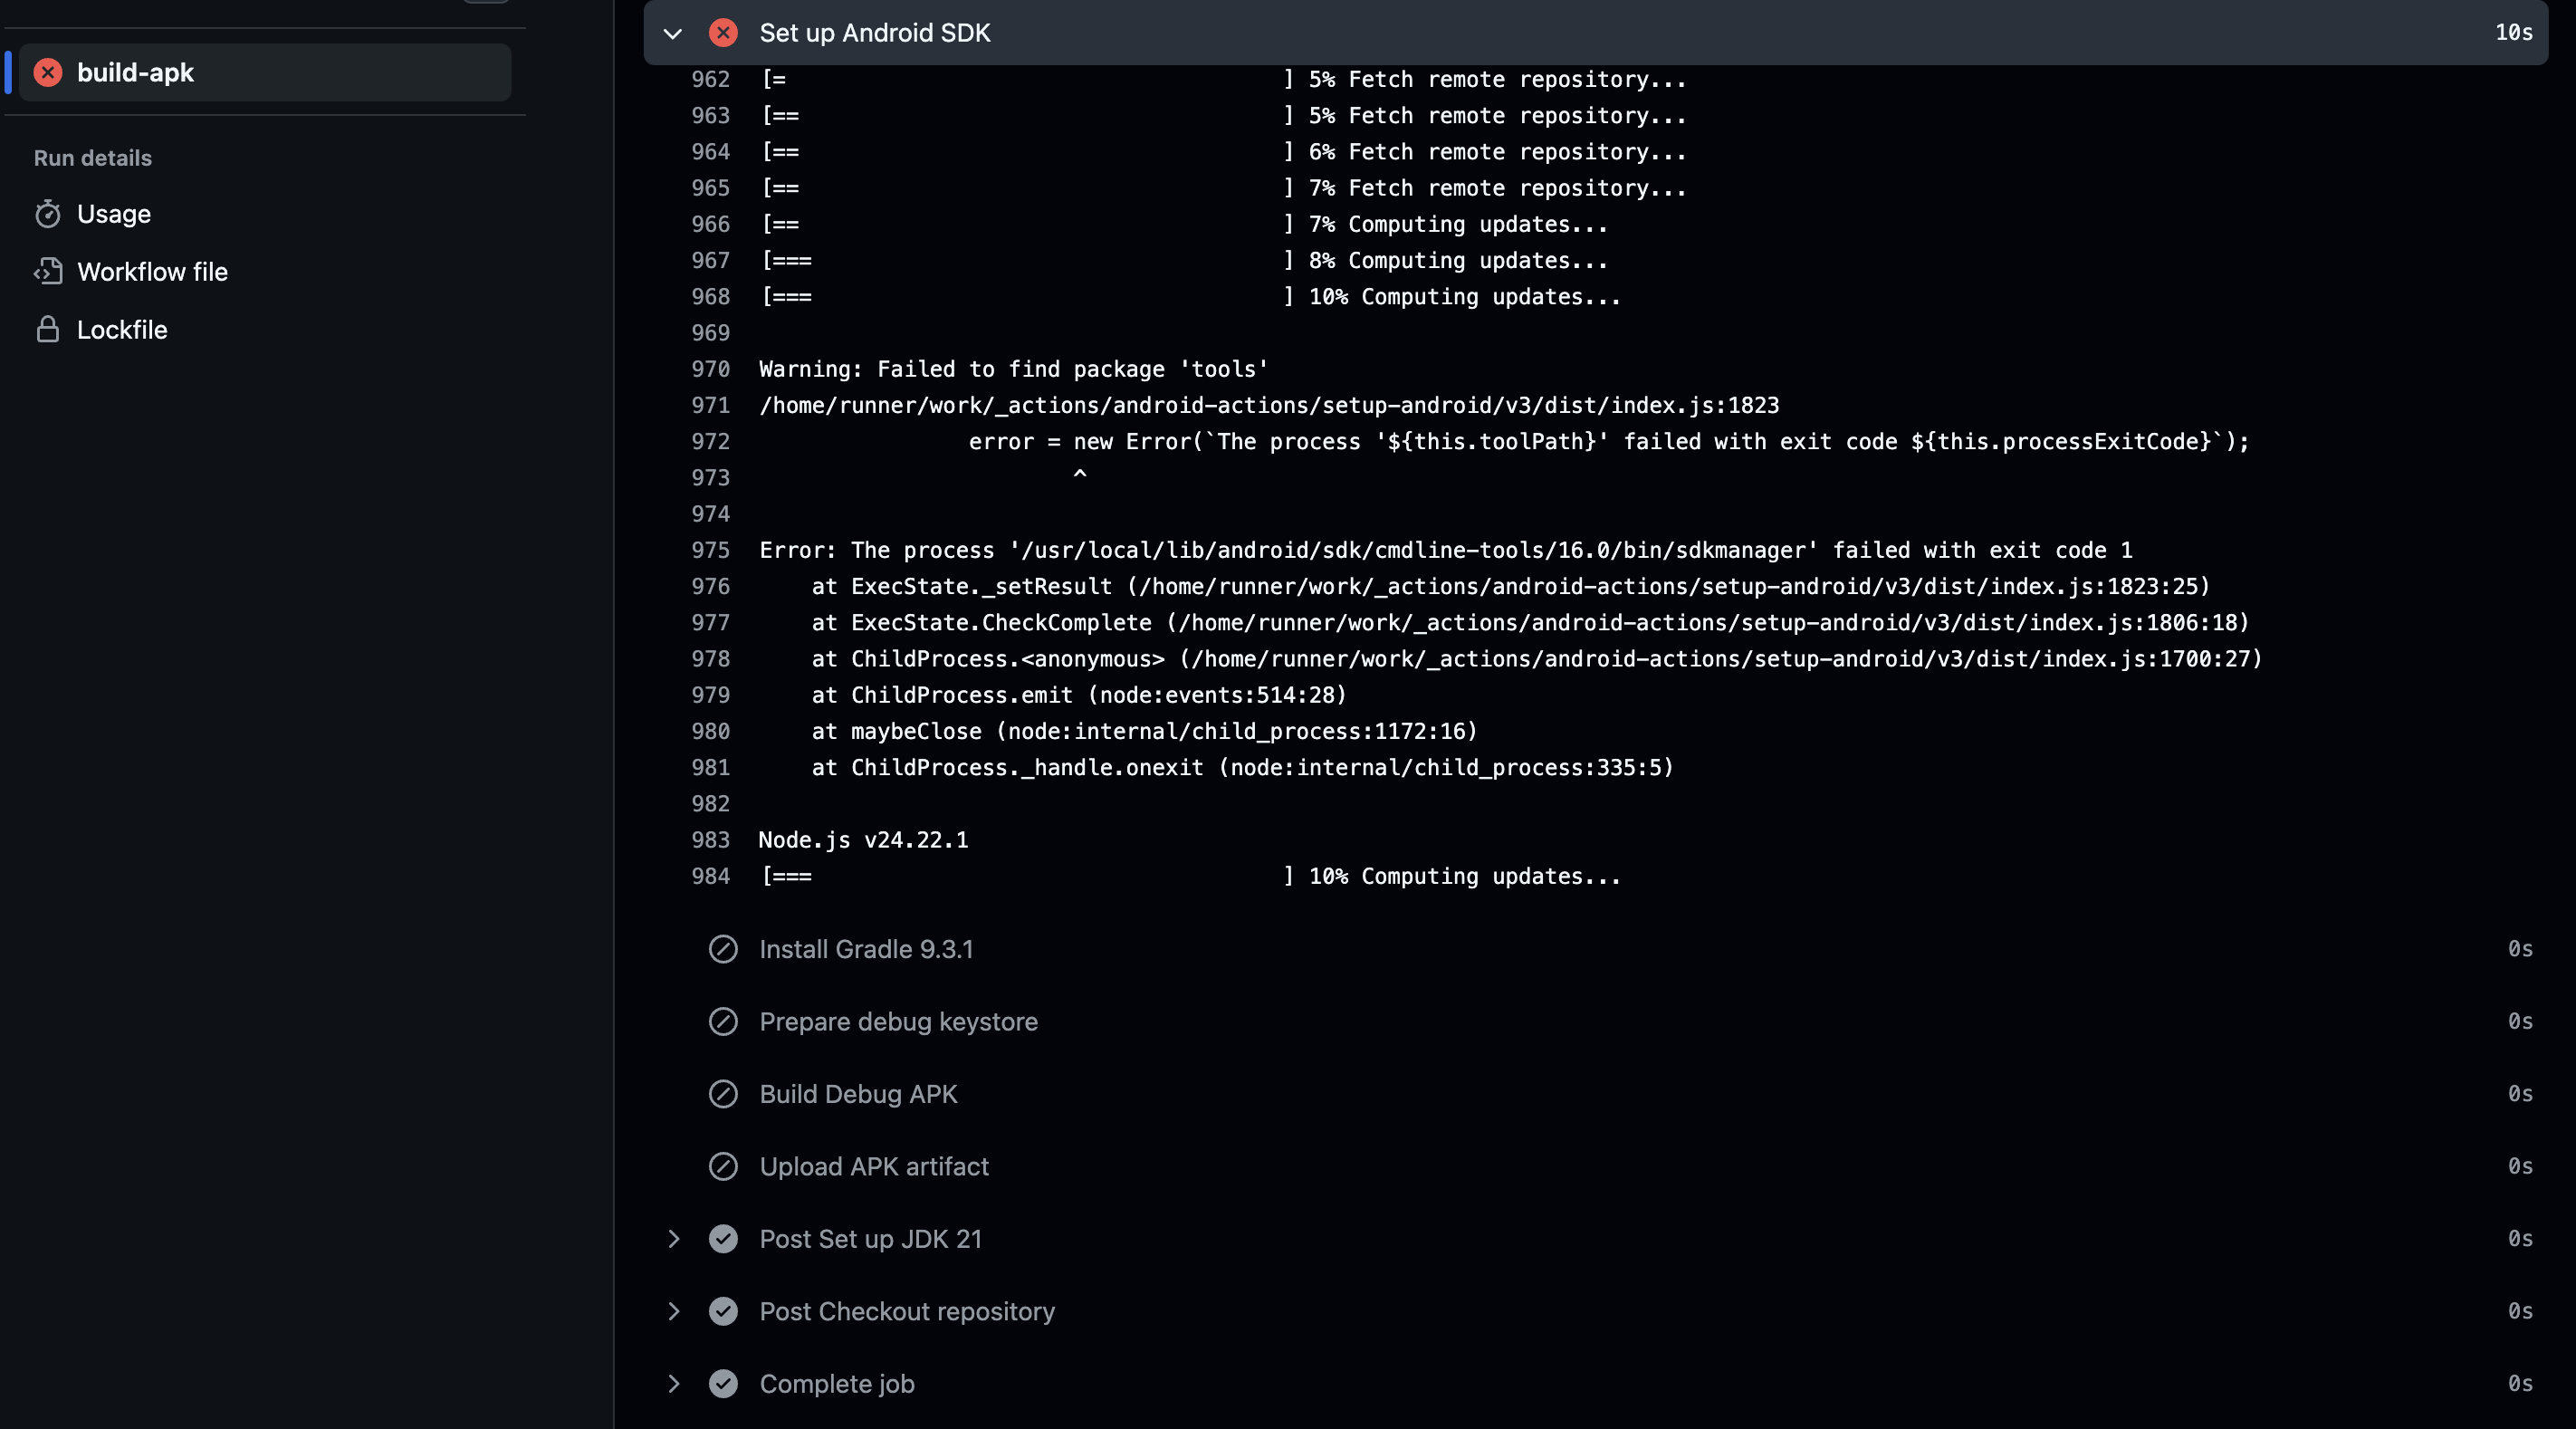 build-apk
Run details
Usage
Workflow file
Lockfile
Set up Android SDK 10s
962 [= ] 5% Fetch remote repository...
963 [== ] 5% Fetch remote repository...
964 [== ] 6% Fetch remote repository...
965 [== ] 7% Fetch remote repository...
966 [== ] 7% Computing updates...
967 [=== ] 8% Computing updates...
968 [=== ] 10% Computing updates...
969
970 Warning: Failed to find package 'tools'
971 /home/runner/work/_actions/android-actions/setup-android/v3/dist/index.js:1823
972 error = new Error(`The process '${this.toolPath}' failed with exit code ${this.processExitCode}`);
973 ^
974
975 Error: The process '/usr/local/lib/android/sdk/cmdline-tools/16.0/bin/sdkmanager' failed with exit code 1
976 at ExecState._setResult (/home/runner/work/_actions/android-actions/setup-android/v3/dist/index.js:1823:25)
977 at ExecState.CheckComplete (/home/runner/work/_actions/android-actions/setup-android/v3/dist/index.js:1806:18)
978 at ChildProcess.<anonymous> (/home/runner/work/_actions/android-actions/setup-android/v3/dist/index.js:1700:27)
979 at ChildProcess.emit (node:events:514:28)
980 at maybeClose (node:internal/child_process:1172:16)
981 at ChildProcess._handle.onexit (node:internal/child_process:335:5)
982
983 Node.js v24.22.1
984 [=== ] 10% Computing updates...
Install Gradle 9.3.1 0s
Prepare debug keystore 0s
Build Debug APK 0s
Upload APK artifact 0s
Post Set up JDK 21 0s
Post Checkout repository 0s
Complete job 0s